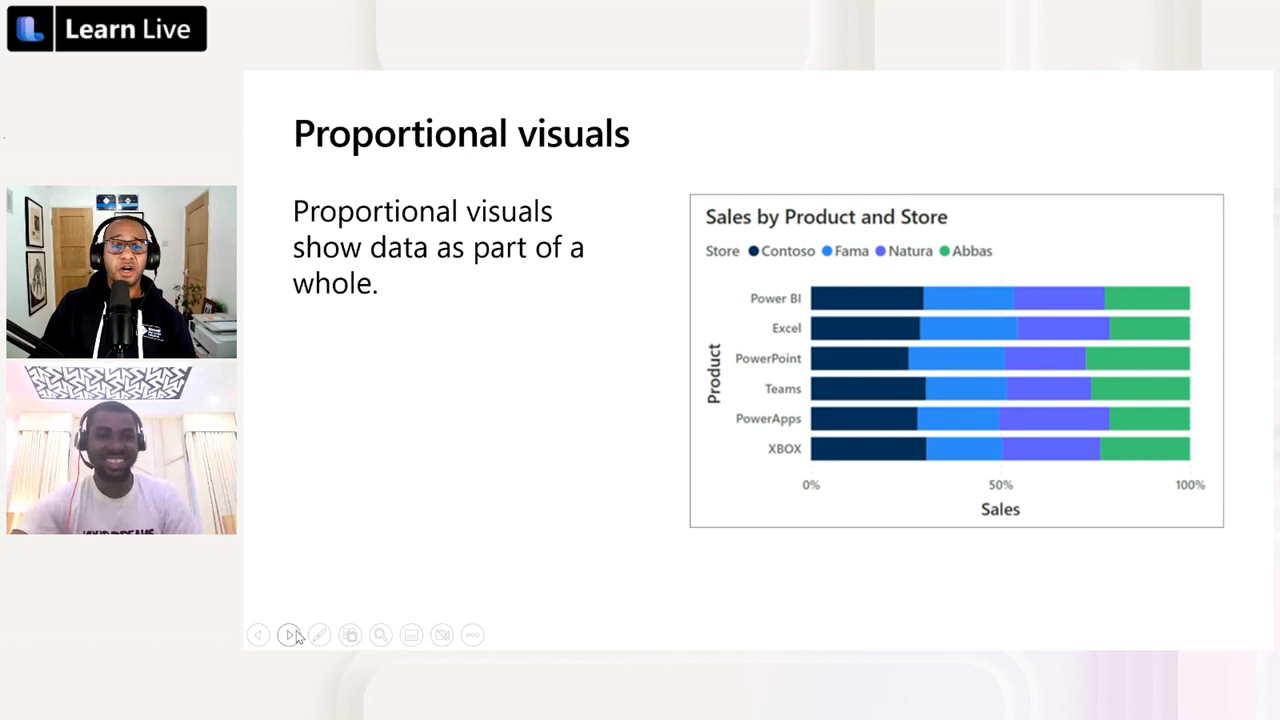 Learn Live
Proportional visuals
Proportional visuals
show data as part of a
whole.
Sales by Product and Store
Store Contoso Fama Natura Abbas
Product
Power BI
Excel
PowerPoint
Teams
PowerApps
XBOX
0% 50% 100%
Sales